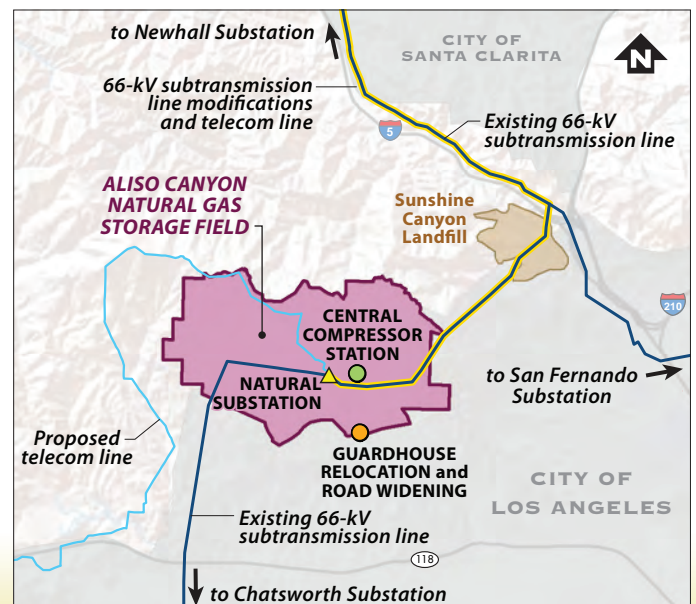 to Newhall Substation
CITY OF
SANTA CLARITA
N
66-kV subtransmission
line modifications
and telecom line
5
Existing 66-kV
subtransmission line
ALISO CANYON
NATURAL GAS
STORAGE FIELD
Sunshine
Canyon
Landfill
210
CENTRAL
COMPRESSOR
STATION
to San Fernando
Substation
NATURAL
SUBSTATION
Proposed
telecom line
GUARDHOUSE
RELOCATION and
ROAD WIDENING
CITY OF
LOS ANGELES
Existing 66-kV
subtransmission line
118
to Chatsworth Substation